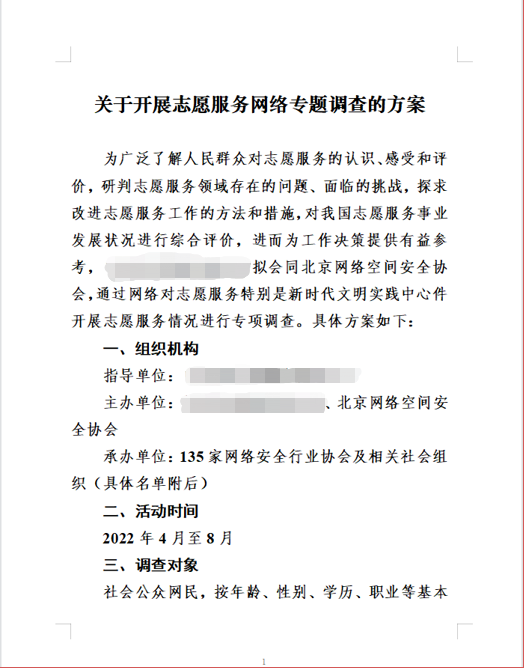 关于开展志愿服务网络专题调查的方案
为广泛了解人民群众对志愿服务的认识、感受和评
价，研判志愿服务领域存在的问题、面临的挑战，探求
改进志愿服务工作的方法和措施，对我国志愿服务事业
发展状况进行综合评价，进而为工作决策提供有益参
考，拟会同北京网络空间安全协
会，通过网络对志愿服务特别是新时代文明实践中心件
开展志愿服务情况进行专项调查。具体方案如下：
一、组织机构
指导单位：
主办单位：、北京网络空间安
全协会
承办单位：135 家网络安全行业协会及相关社会组
织（具体名单附后）
二、活动时间
2022 年 4 月至 8 月
三、调查对象
社会公众网民，按年龄、性别、学历、职业等基本
1